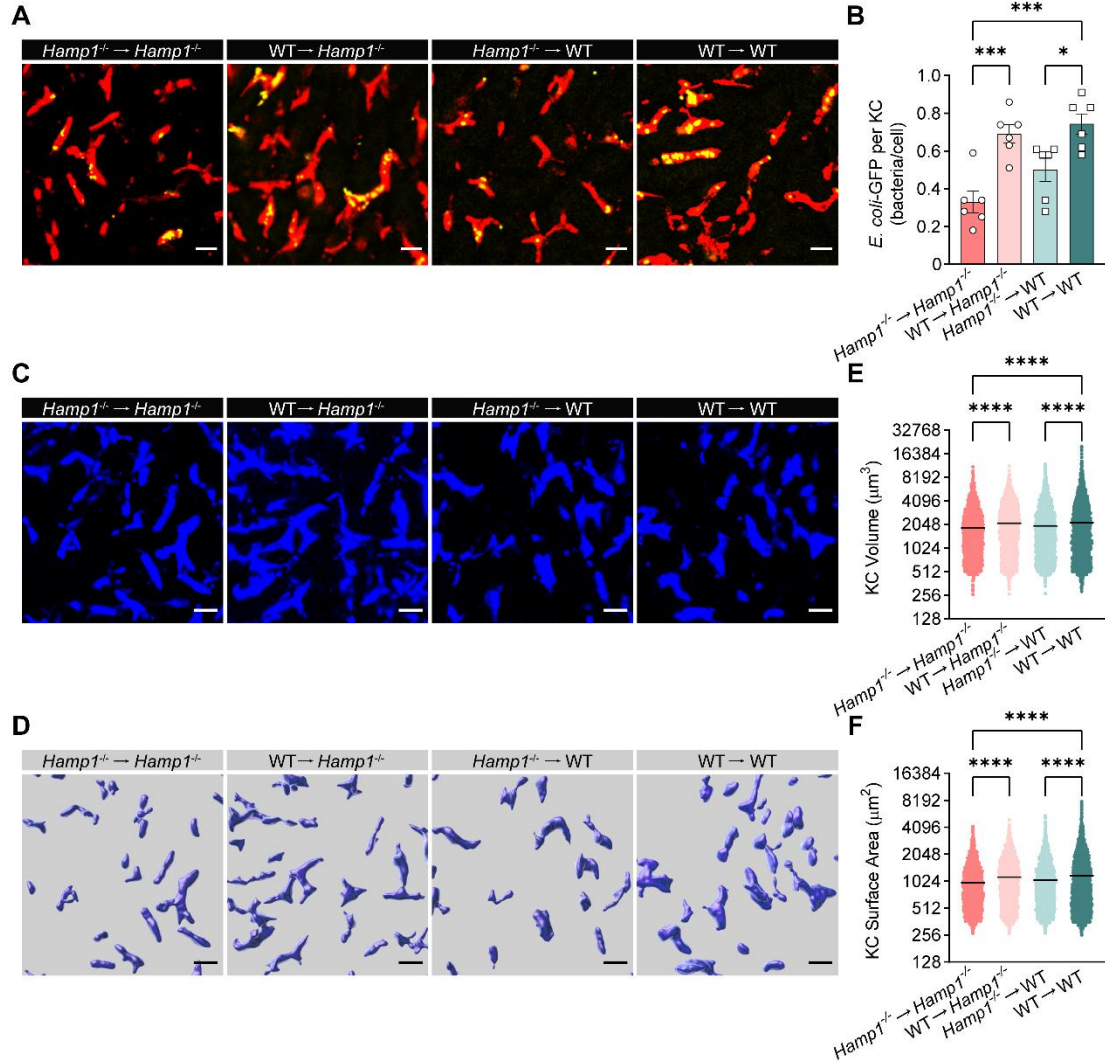 A
Hamp1-/- → Hamp1-/-
WT → Hamp1-/-
Hamp1-/- → WT
WT → WT
B
***
***
*
E. coli-GFP per KC
(bacteria/cell)
1.0
0.8
0.6
0.4
0.2
0
Hamp1-/- → Hamp1-/-
WT → Hamp1-/-
Hamp1-/- → WT
WT → WT
C
Hamp1-/- → Hamp1-/-
WT → Hamp1-/-
Hamp1-/- → WT
WT → WT
E
****
****
****
KC Volume (μm³)
32768
16384
8192
4096
2048
1024
512
256
128
Hamp1-/- → Hamp1-/-
WT → Hamp1-/-
Hamp1-/- → WT
WT → WT
D
Hamp1-/- → Hamp1-/-
WT → Hamp1-/-
Hamp1-/- → WT
WT → WT
F
****
****
****
KC Surface Area (μm²)
16384
8192
4096
2048
1024
512
256
128
Hamp1-/- → Hamp1-/-
WT → Hamp1-/-
Hamp1-/- → WT
WT → WT